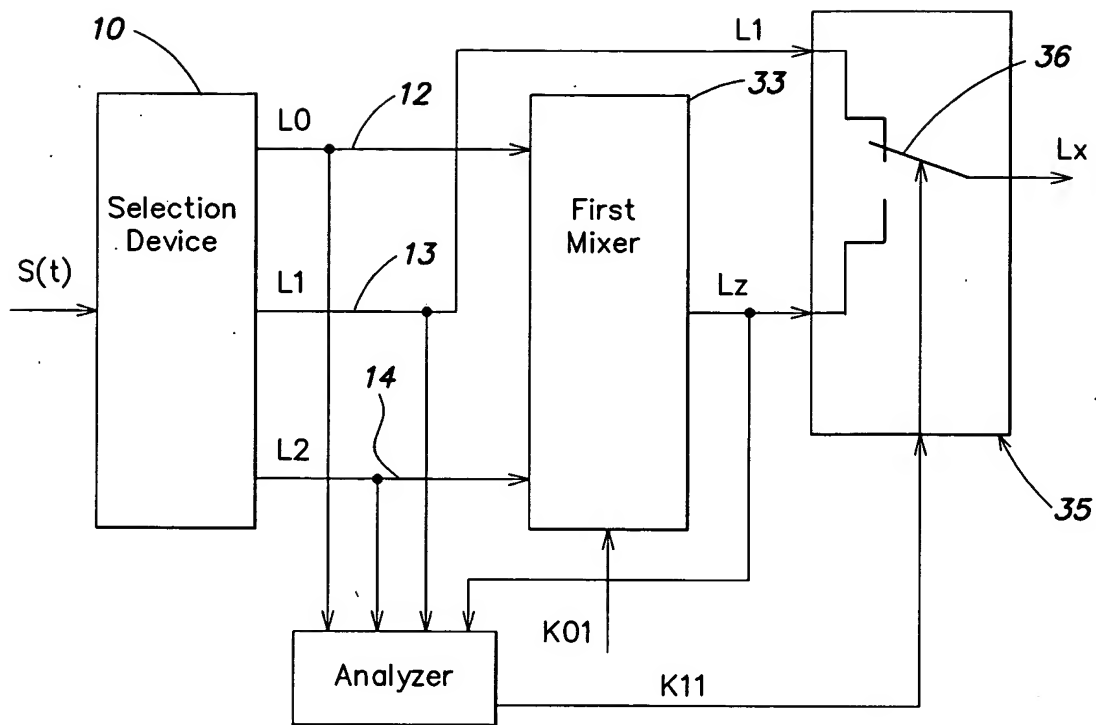 10
L1
36
12
33
L0
Lx
Selection
Device
First
Mixer
S(t)
L1
13
Lz
14
L2
35
K01
Analyzer
K11